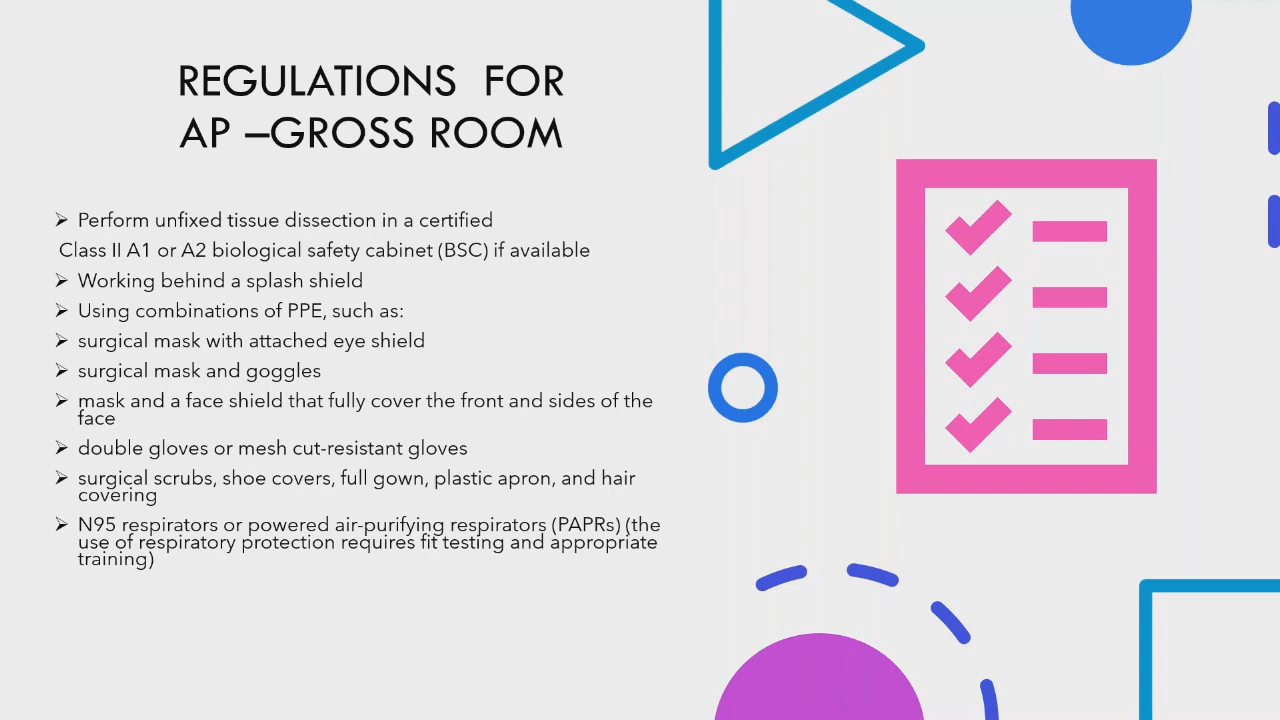 REGULATIONS FOR
AP –GROSS ROOM
➢ Perform unfixed tissue dissection in a certified
Class II A1 or A2 biological safety cabinet (BSC) if available
➢ Working behind a splash shield
➢ Using combinations of PPE, such as:
➢ surgical mask with attached eye shield
➢ surgical mask and goggles
➢ mask and a face shield that fully cover the front and sides of the
face
➢ double gloves or mesh cut-resistant gloves
➢ surgical scrubs, shoe covers, full gown, plastic apron, and hair
covering
➢ N95 respirators or powered air-purifying respirators (PAPRs) (the
use of respiratory protection requires fit testing and appropriate
training)